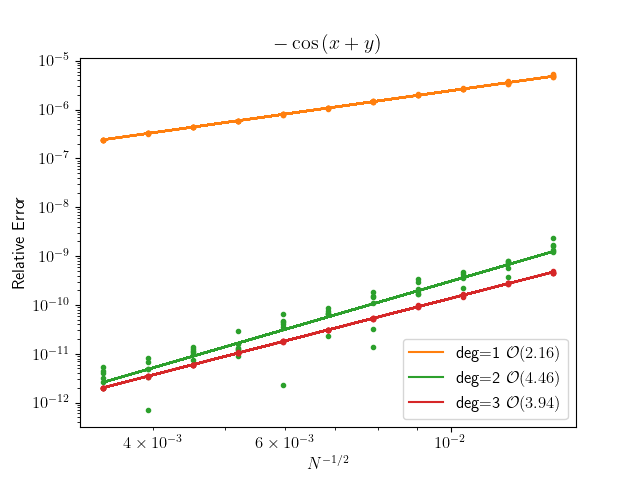 − cos (x + y)
10⁻⁵
10⁻⁶
10⁻⁷
10⁻⁸
10⁻⁹
10⁻¹⁰
10⁻¹¹
10⁻¹²
Relative Error
deg=1 𝒪(2.16)
deg=2 𝒪(4.46)
deg=3 𝒪(3.94)
4 × 10⁻³ 6 × 10⁻³ 10⁻²
N⁻¹ᐟ²